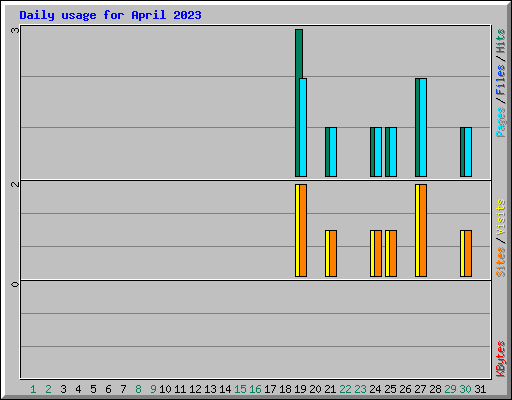 Daily usage for April 2023
3
2
0
Pages / Files / Hits
Sites / Visits
KBytes
1 2 3 4 5 6 7 8 9 10 11 12 13 14 15 16 17 18 19 20 21 22 23 24 25 26 27 28 29 30 31